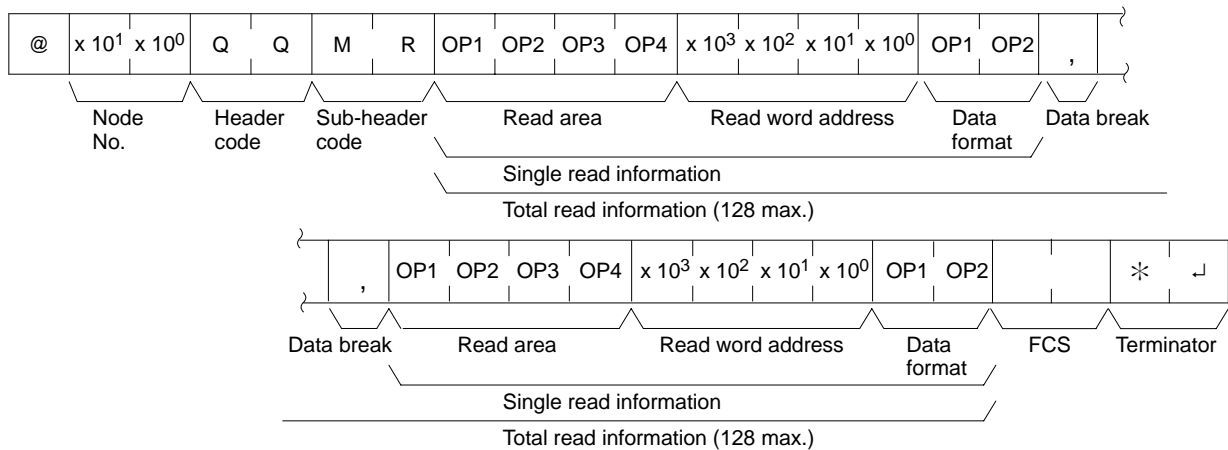 @ x 10¹ x 10⁰ Q Q M R OP1 OP2 OP3 OP4 x 10³ x 10² x 10¹ x 10⁰ OP1 OP2 ,
Node No. Header code Sub-header code Read area Read word address Data format Data break
Single read information
Total read information (128 max.)
, OP1 OP2 OP3 OP4 x 10³ x 10² x 10¹ x 10⁰ OP1 OP2 * ↵
Data break Read area Read word address Data format FCS Terminator
Single read information
Total read information (128 max.)